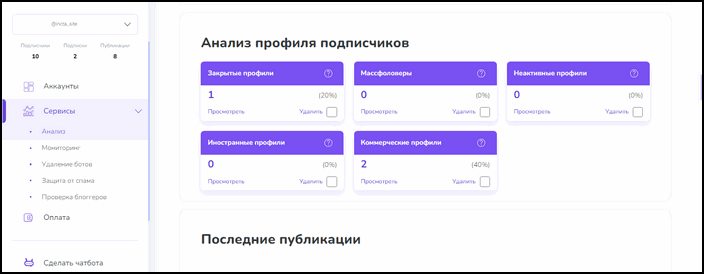 @insta_site
Подписчики Подписки Публикации
10 2 8
Аккаунты
Сервисы
Анализ
Мониторинг
Удаление ботов
Защита от спама
Проверка блоггеров
Оплата
Сделать чатбота
Анализ профиля подписчиков
Закрытые профили ?
1 (20%)
Просмотреть Удалить
Массфоловеры ?
0 (0%)
Просмотреть Удалить
Неактивные профили ?
0 (0%)
Просмотреть Удалить
Иностранные профили ?
0 (0%)
Просмотреть Удалить
Коммерческие профили ?
2 (40%)
Просмотреть Удалить
Последние публикации